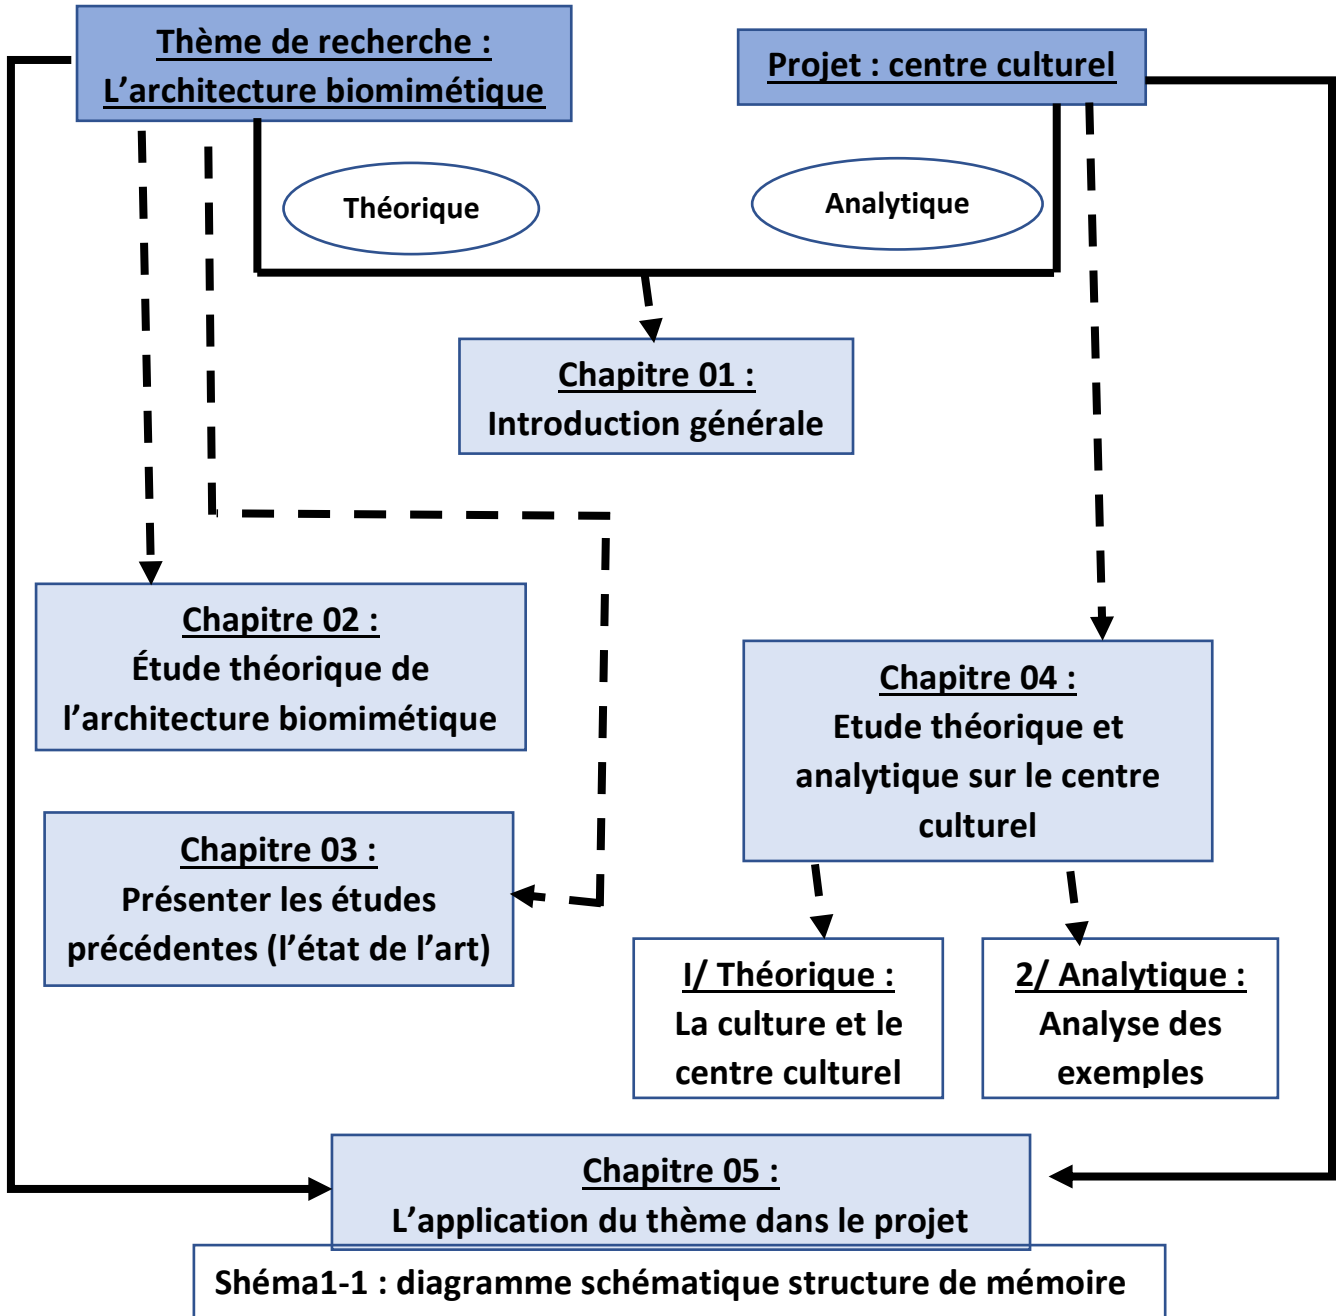 Thème de recherche :
L'architecture biomimétique
Projet : centre culturel
Théorique
Analytique
Chapitre 01 :
Introduction générale
Chapitre 02 :
Étude théorique de
l'architecture biomimétique
Chapitre 04 :
Etude théorique et
analytique sur le centre
culturel
Chapitre 03 :
Présenter les études
précédentes (l'état de l'art)
I/ Théorique :
La culture et le
centre culturel
2/ Analytique :
Analyse des
exemples
Chapitre 05 :
L'application du thème dans le projet
Shéma1-1 : diagramme schématique structure de mémoire